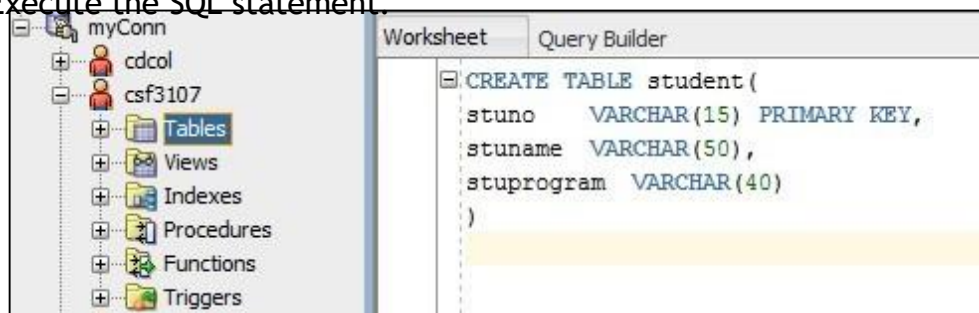 Execute the SQL statement.
myConn
cdcol
csf3107
Tables
Views
Indexes
Procedures
Functions
Triggers
Worksheet Query Builder
CREATE TABLE student(
stuno VARCHAR(15) PRIMARY KEY,
stuname VARCHAR(50),
stuprogram VARCHAR(40)
)